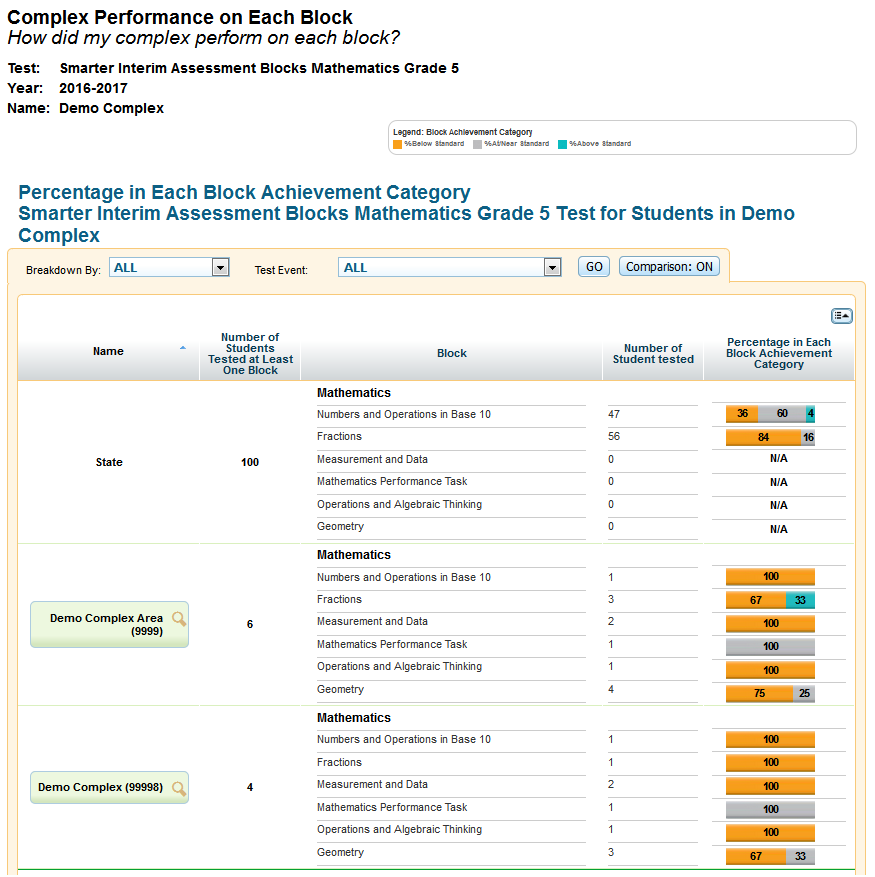 Complex Performance on Each Block
How did my complex perform on each block?
Test: Smarter Interim Assessment Blocks Mathematics Grade 5
Year: 2016-2017
Name: Demo Complex
Legend: Block Achievement Category
%Below Standard %At/Near Standard %Above Standard
Percentage in Each Block Achievement Category
Smarter Interim Assessment Blocks Mathematics Grade 5 Test for Students in Demo
Complex
Breakdown By: ALL Test Event: ALL GO Comparison: ON
Name
Number of
Students
Tested at Least
One Block
Block
Number of
Student tested
Percentage in Each
Block Achievement
Category
State
100
Mathematics
Numbers and Operations in Base 10 47 36 60 4
Fractions 56 84 16
Measurement and Data 0 N/A
Mathematics Performance Task 0 N/A
Operations and Algebraic Thinking 0 N/A
Geometry 0 N/A
Demo Complex Area
(9999)
6
Mathematics
Numbers and Operations in Base 10 1 100
Fractions 3 67 33
Measurement and Data 2 100
Mathematics Performance Task 1 100
Operations and Algebraic Thinking 1 100
Geometry 4 75 25
Demo Complex (99998)
4
Mathematics
Numbers and Operations in Base 10 1 100
Fractions 1 100
Measurement and Data 2 100
Mathematics Performance Task 1 100
Operations and Algebraic Thinking 1 100
Geometry 3 67 33